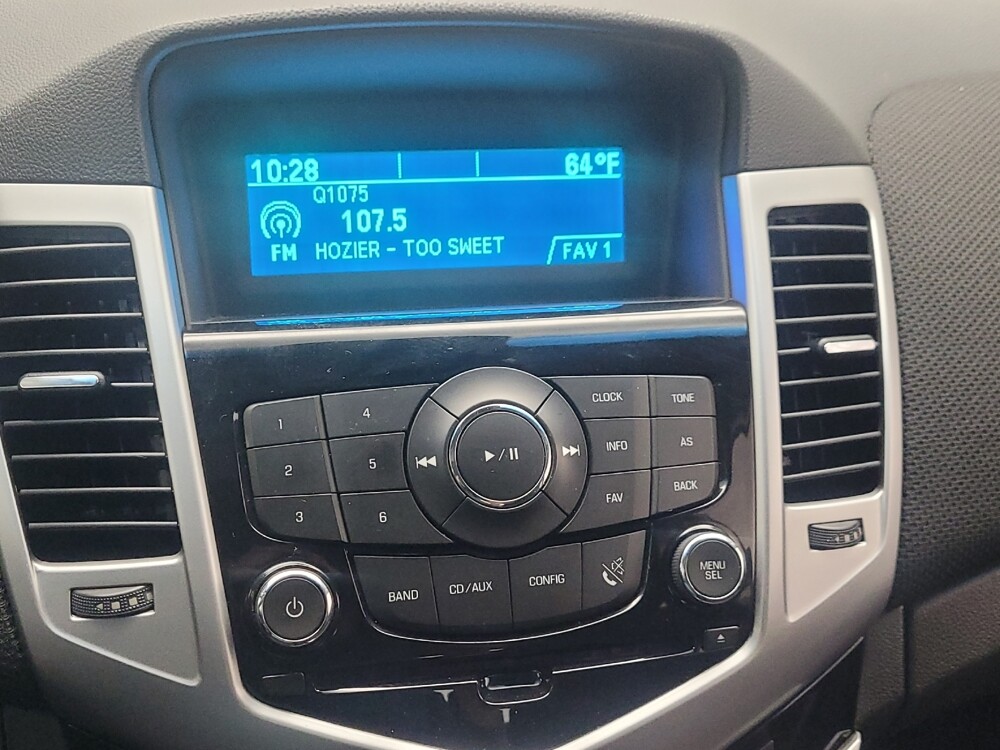 10:28 64°F
Q1075
107.5
FM HOZIER - TOO SWEET FAV 1
1 4 CLOCK TONE
2 5 INFO AS
3 6 FAV BACK
BAND CD/AUX CONFIG
MENU
SEL